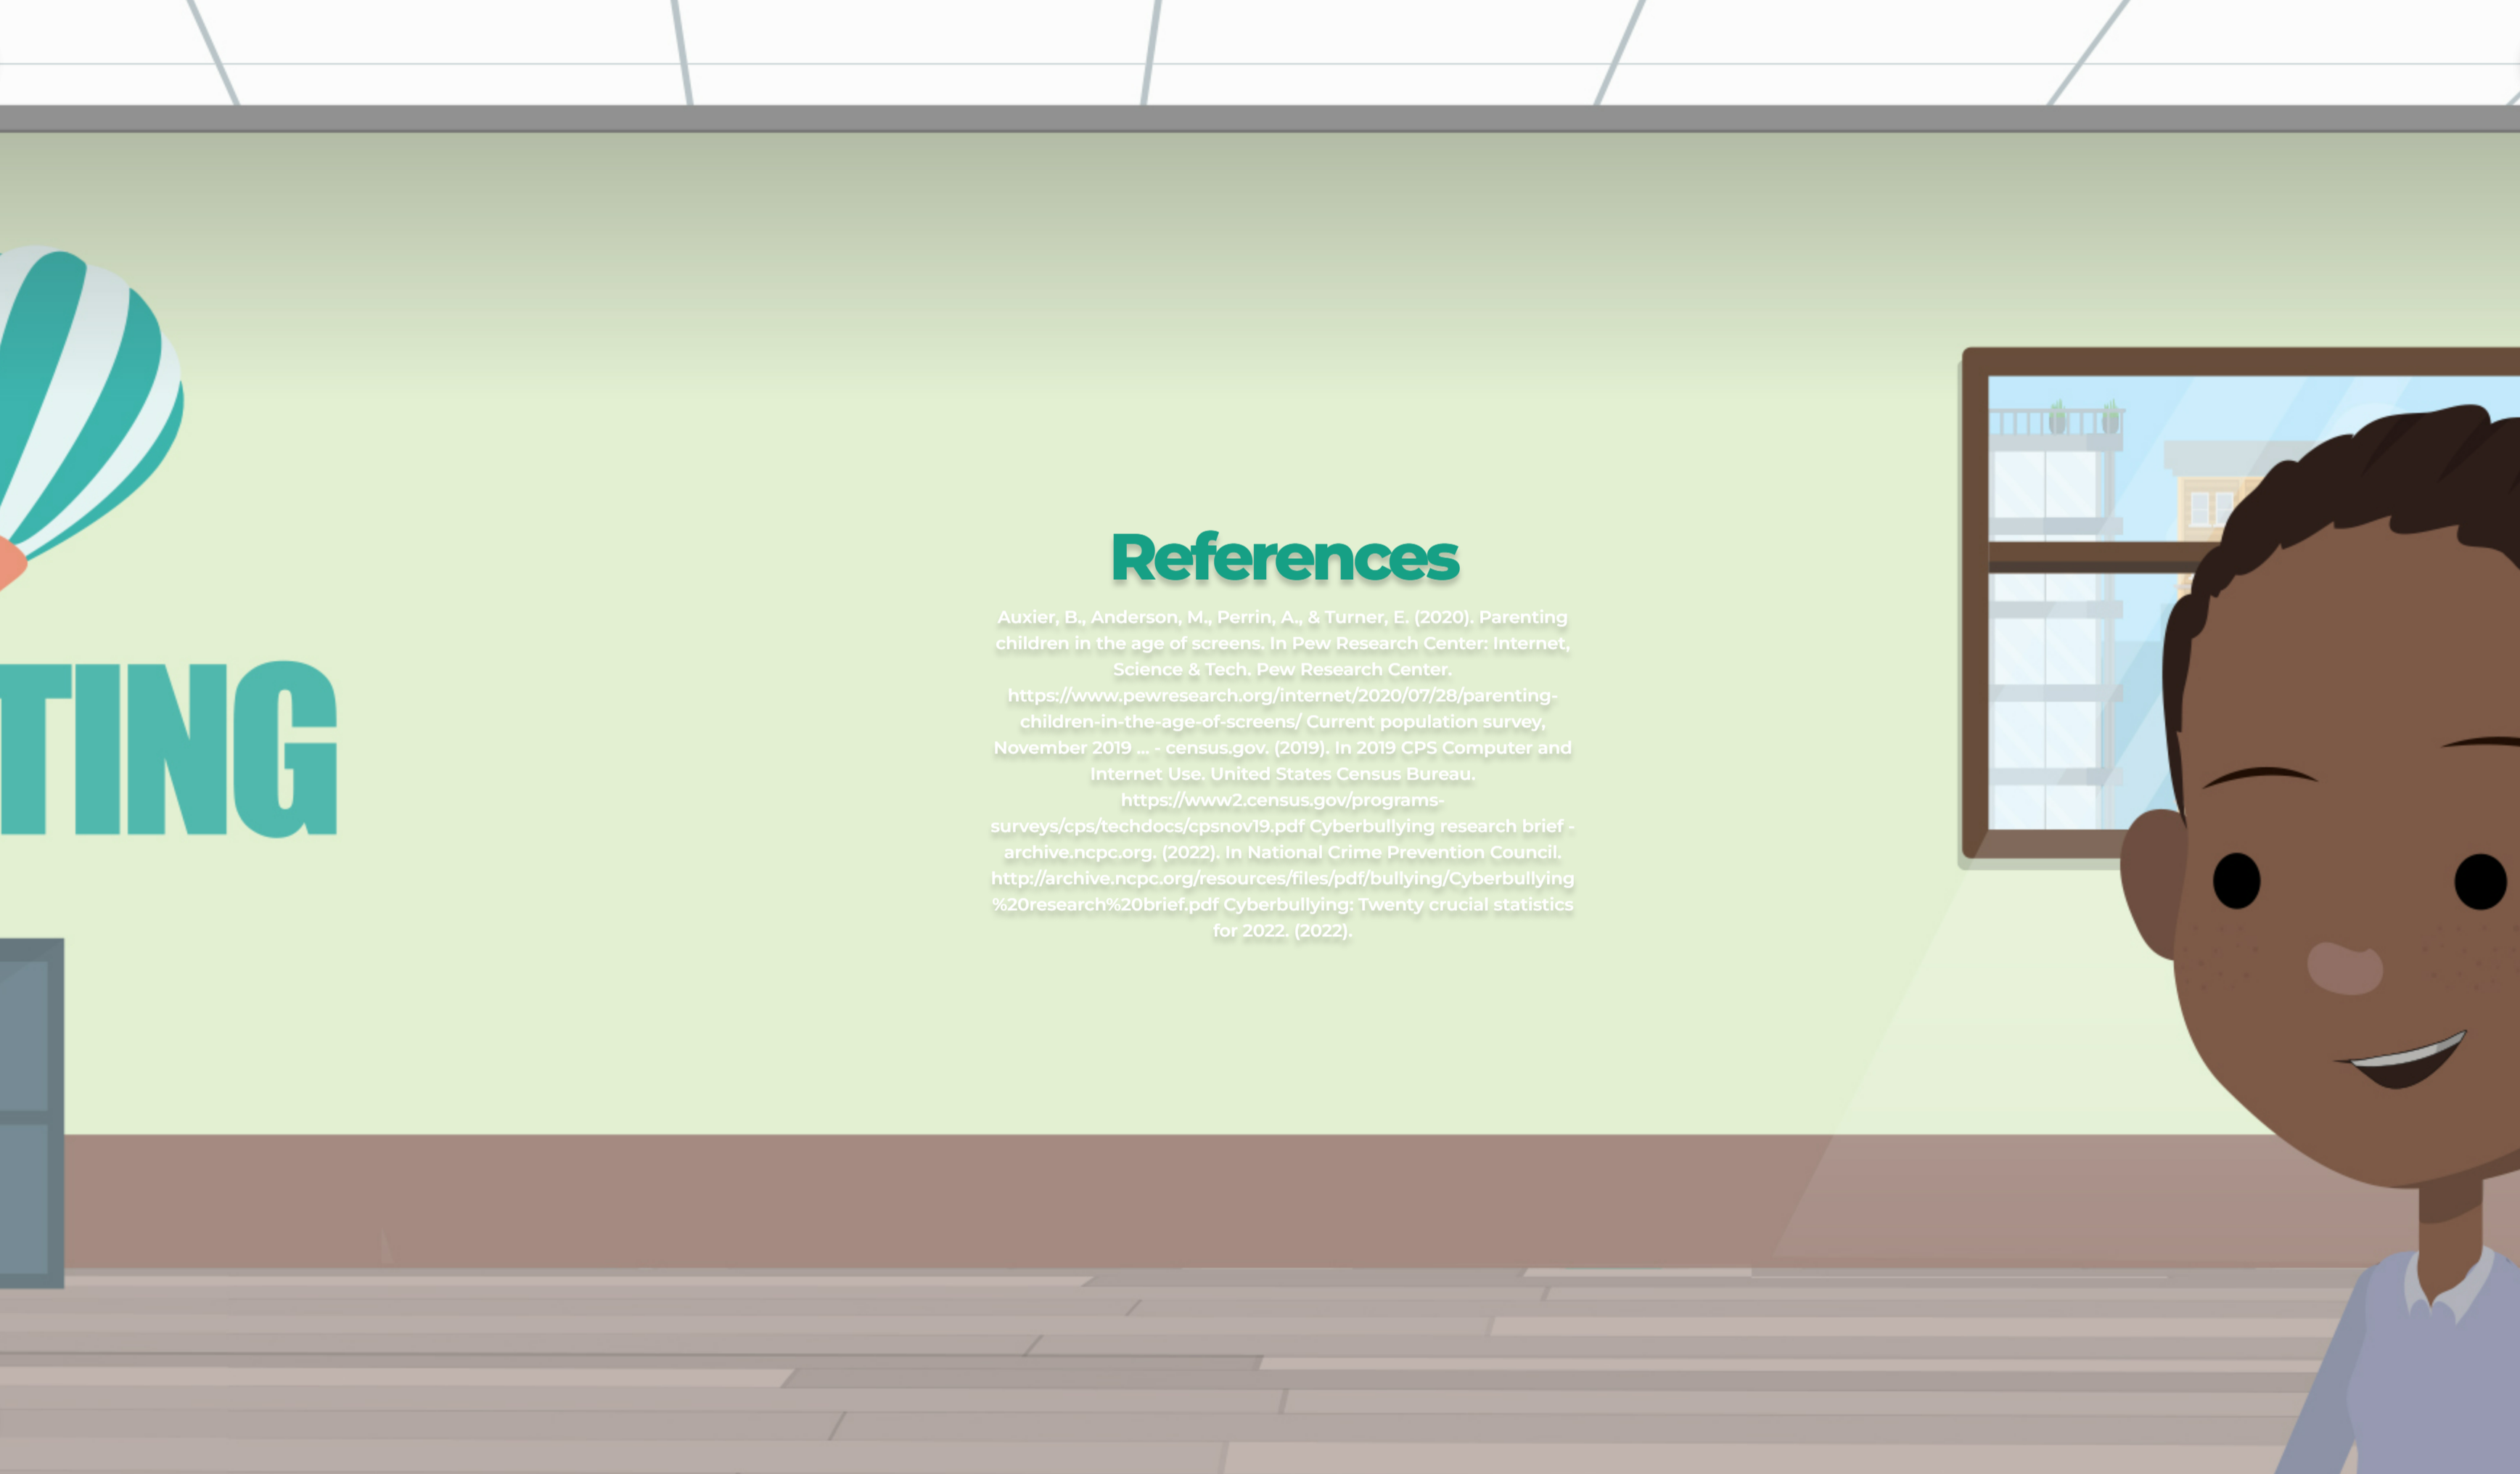 TING
References
Auxier, B., Anderson, M., Perrin, A., & Turner, E. (2020). Parenting
children in the age of screens. In Pew Research Center: Internet,
Science & Tech. Pew Research Center.
https://www.pewresearch.org/internet/2020/07/28/parenting-
children-in-the-age-of-screens/ Current population survey,
November 2019 ... - census.gov. (2019). In 2019 CPS Computer and
Internet Use. United States Census Bureau.
https://www2.census.gov/programs-
surveys/cps/techdocs/cpsnov19.pdf Cyberbullying research brief -
archive.ncpc.org. (2022). In National Crime Prevention Council.
http://archive.ncpc.org/resources/files/pdf/bullying/Cyberbullying
%20research%20brief.pdf Cyberbullying: Twenty crucial statistics
for 2022. (2022).